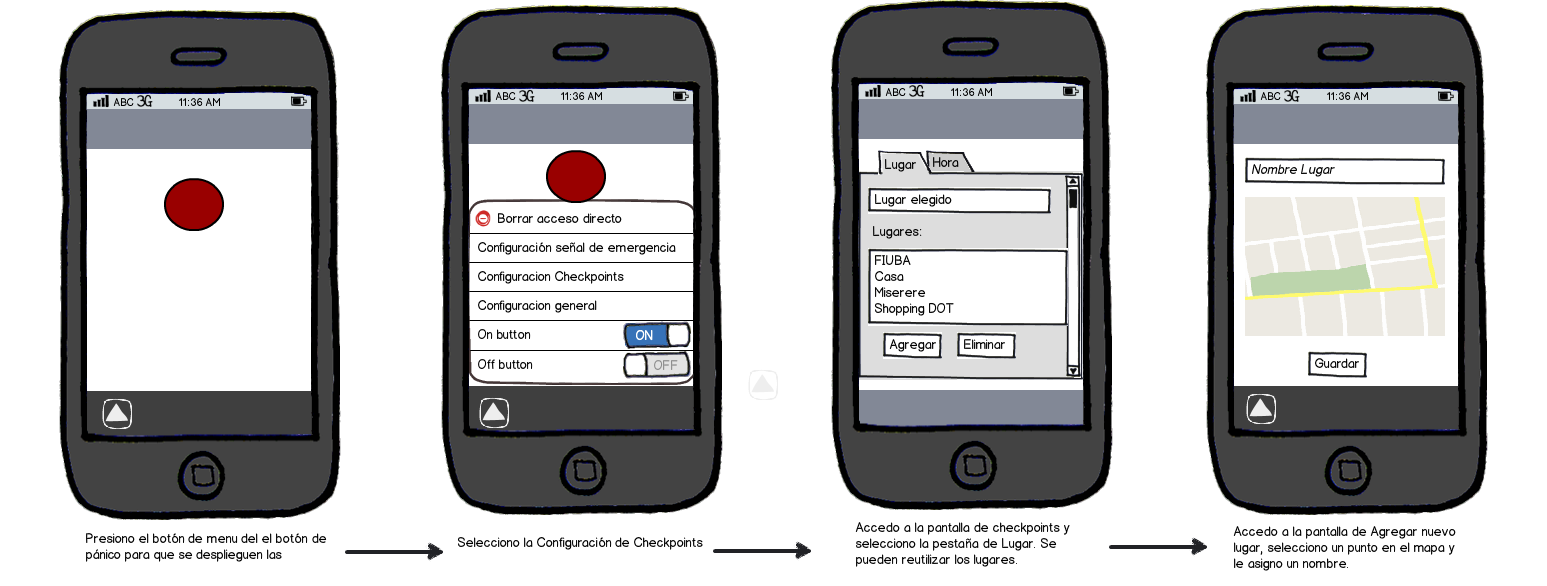 ABC 3G 11:36 AM
Presiono el botón de menu del el botón de
pánico para que se desplieguen las
ABC 3G 11:36 AM
Borrar acceso directo
Configuración señal de emergencia
Configuracion Checkpoints
Configuracion general
On button ON
Off button OFF
Selecciono la Configuración de Checkpoints
ABC 3G 11:36 AM
Lugar Hora
Lugar elegido
Lugares:
FIUBA
Casa
Miserere
Shopping DOT
Agregar Eliminar
Accedo a la pantalla de checkpoints y
selecciono la pestaña de Lugar. Se
pueden reutilizar los lugares.
ABC 3G 11:36 AM
Nombre Lugar
Guardar
Accedo a la pantalla de Agregar nuevo
lugar, selecciono un punto en el mapa y
le asigno un nombre.